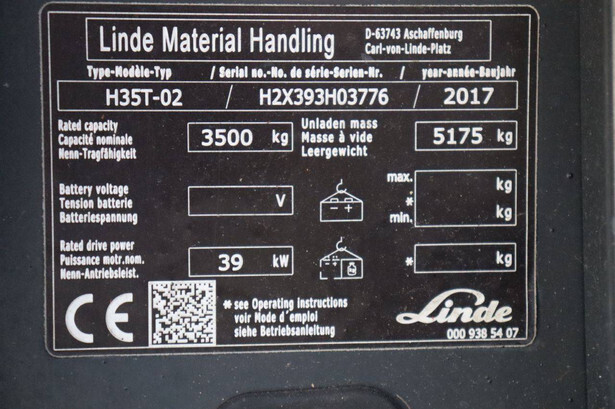 Linde Material Handling
D-63743 Aschaffenburg
Carl-von-Linde-Platz
Type-Modèle-Typ / Serial no.-No. de série-Serien-Nr. / year-année-Baujahr
H35T-02 / H2X393H03776 / 2017
Rated capacity
Capacité nominale
Nenn-Tragfähigkeit
3500 kg
Unladen mass
Masse à vide
Leergewicht
5175 kg
Battery voltage
Tension batterie
Batteriespannung
V
- +
max.
*
min.
kg
kg
Rated drive power
Puissance motr.nom.
Nenn-Antriebsleist.
39 kW
- +
* kg
CE
* see Operating Instructions
voir Mode d'emploi
siehe Betriebsanleitung
Linde
000 938 54 07